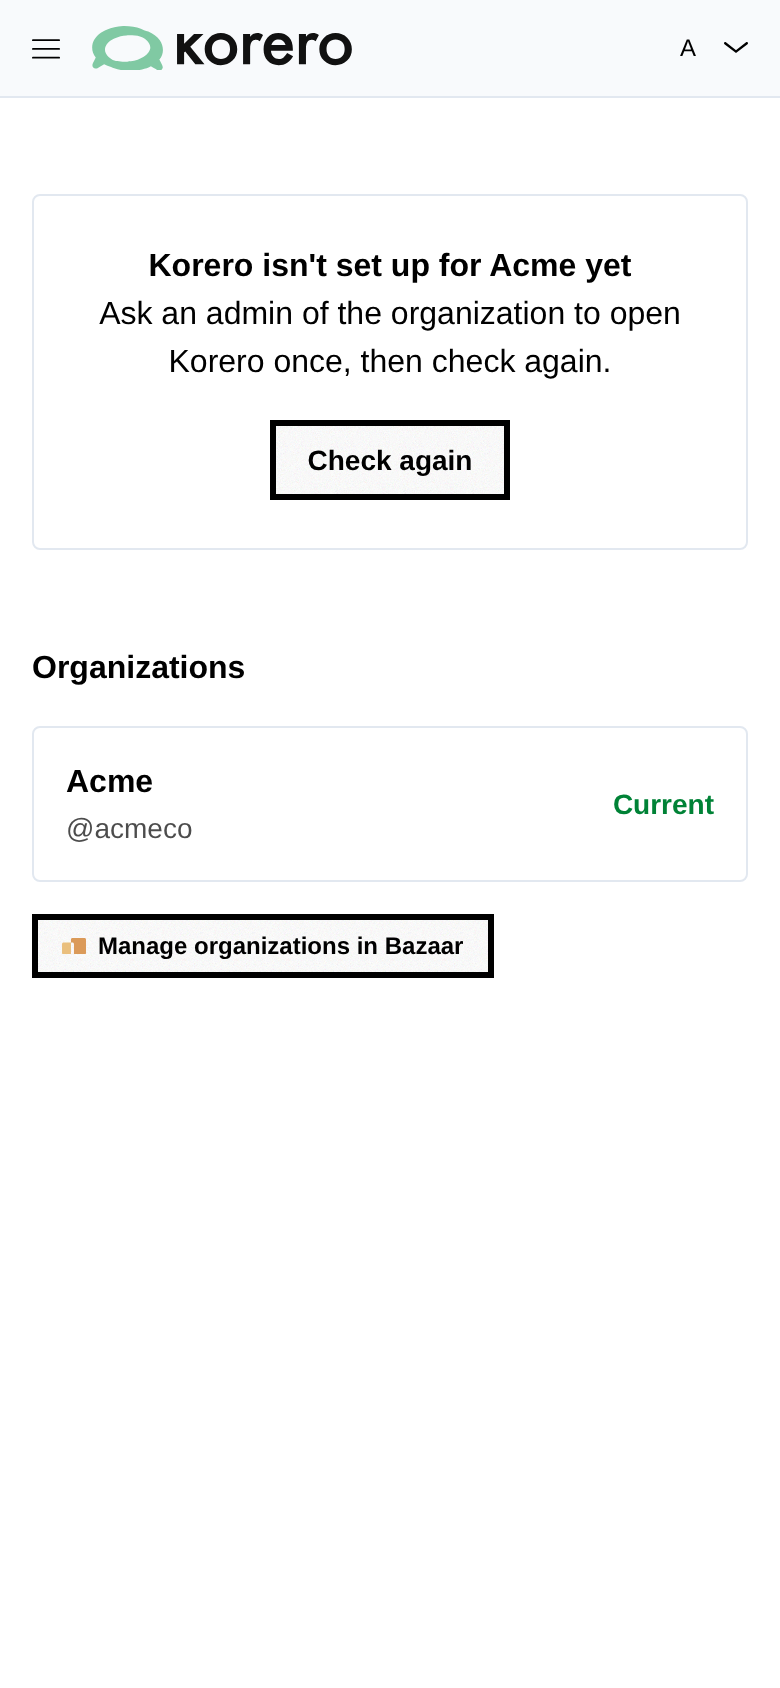 Korero
A
Korero isn't set up for Acme yet
Ask an admin of the organization to open
Korero once, then check again.
Check again
Organizations
Acme
@acmeco
Current
Manage organizations in Bazaar